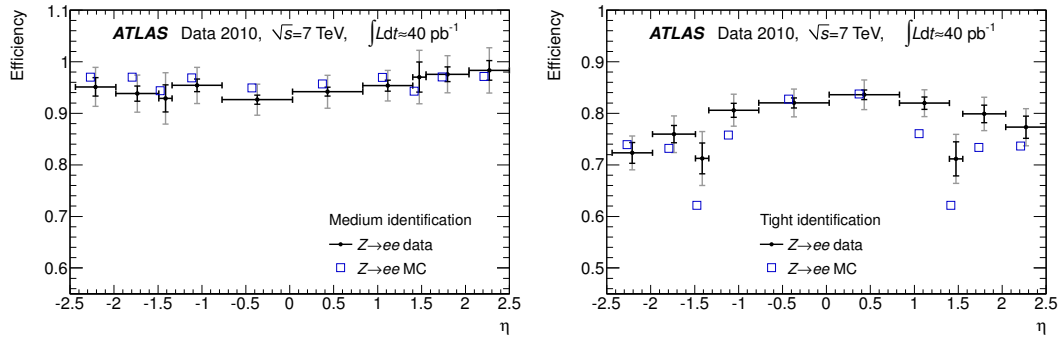 ATLAS Data 2010, √s=7 TeV, ∫Ldt≈40 pb⁻¹
Efficiency
1.1
1
0.9
0.8
0.7
0.6
Medium identification
Z→ee data
Z→ee MC
-2.5 -2 -1.5 -1 -0.5 0 0.5 1 1.5 2 2.5
η
ATLAS Data 2010, √s=7 TeV, ∫Ldt≈40 pb⁻¹
Efficiency
1
0.9
0.8
0.7
0.6
0.5
Tight identification
Z→ee data
Z→ee MC
-2.5 -2 -1.5 -1 -0.5 0 0.5 1 1.5 2 2.5
η